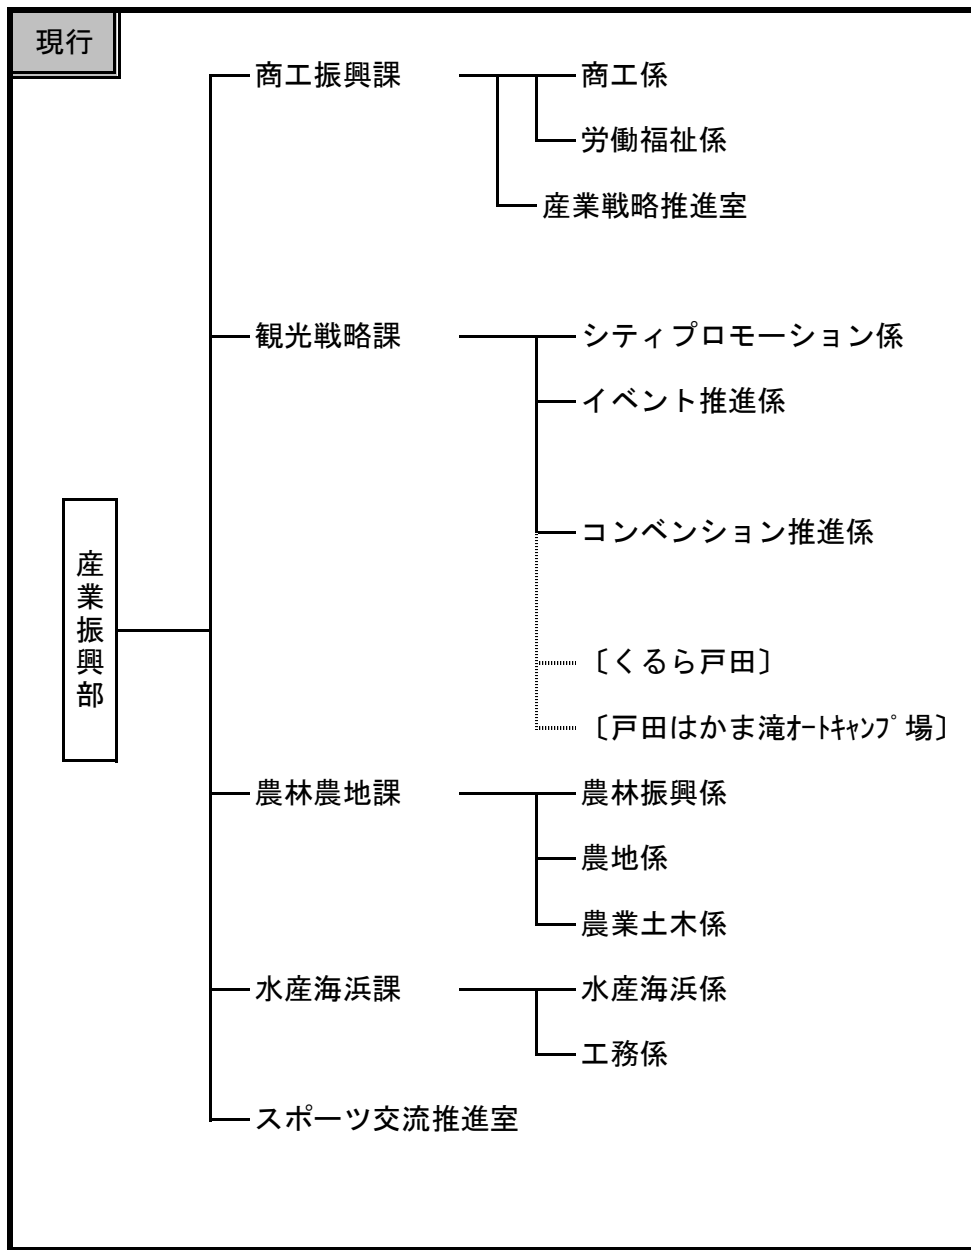 現行
商工振興課
商工係
労働福祉係
産業戦略推進室
観光戦略課
シティプロモーション係
イベント推進係
コンベンション推進係
〔くるら戸田〕
〔戸田はかま滝ｵｰﾄｷｬﾝﾌﾟ場〕
産業振興部
農林農地課
農林振興係
農地係
農業土木係
水産海浜課
水産海浜係
工務係
スポーツ交流推進室